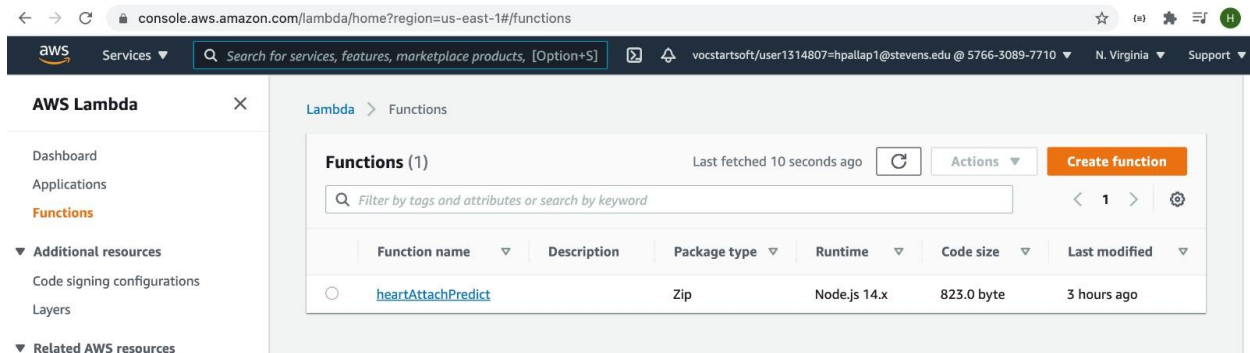 console.aws.amazon.com/lambda/home?region=us-east-1#/functions
H
aws Services ▼ Search for services, features, marketplace products, [Option+S] vocstartsoft/user1314807=hpallap1@stevens.edu @ 5766-3089-7710 ▼ N. Virginia ▼ Support ▼
AWS Lambda
Lambda > Functions
Dashboard
Applications
Functions
Additional resources
Code signing configurations
Layers
Related AWS resources
Functions (1) Last fetched 10 seconds ago Actions ▼ Create function
Filter by tags and attributes or search by keyword
< 1 >
Function name Description Package type Runtime Code size Last modified
heartAttachPredict Zip Node.js 14.x 823.0 byte 3 hours ago